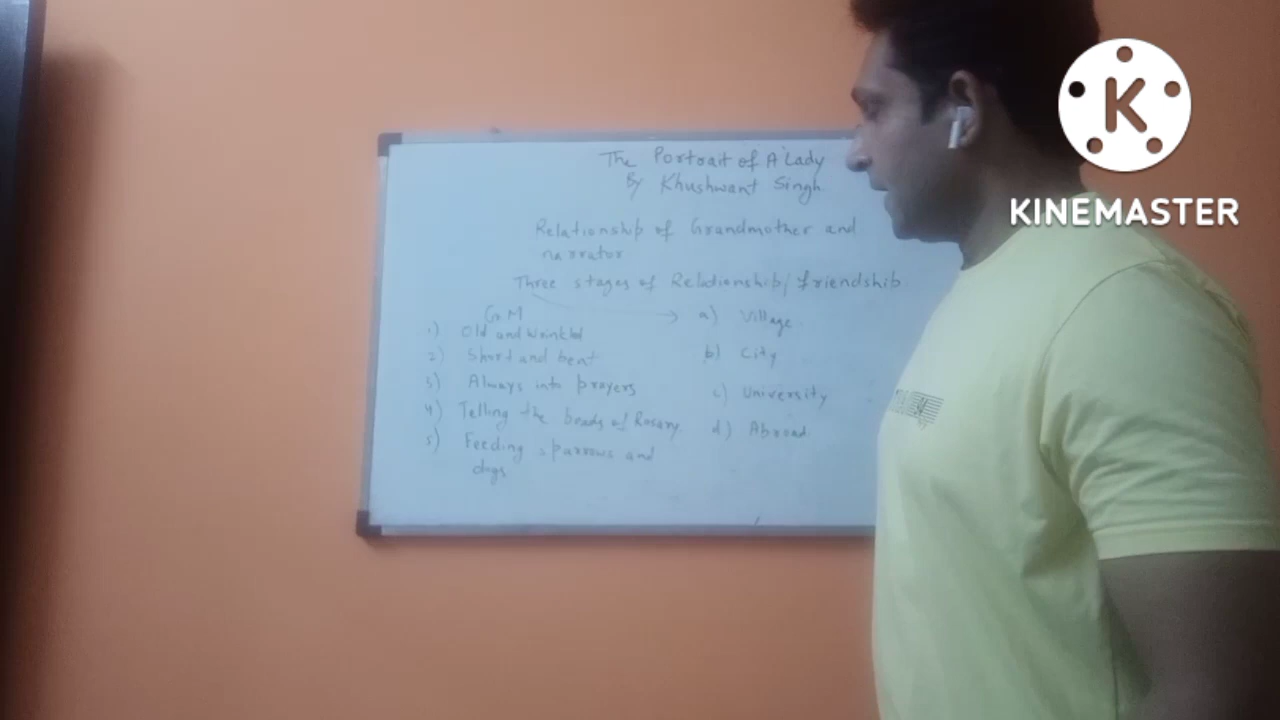 The Portrait of A Lady
By Khushwant Singh
Relationship of Grandmother and
narrator
Three stages of Relationship/friendship
G.M
1) Old and wrinkled
2) Short and bent
3) Always into prayers
4) Telling the beads of Rosary
5) Feeding sparrows and
dogs
a) Village
b) City
c) University
d) Abroad
K
KINEMASTER